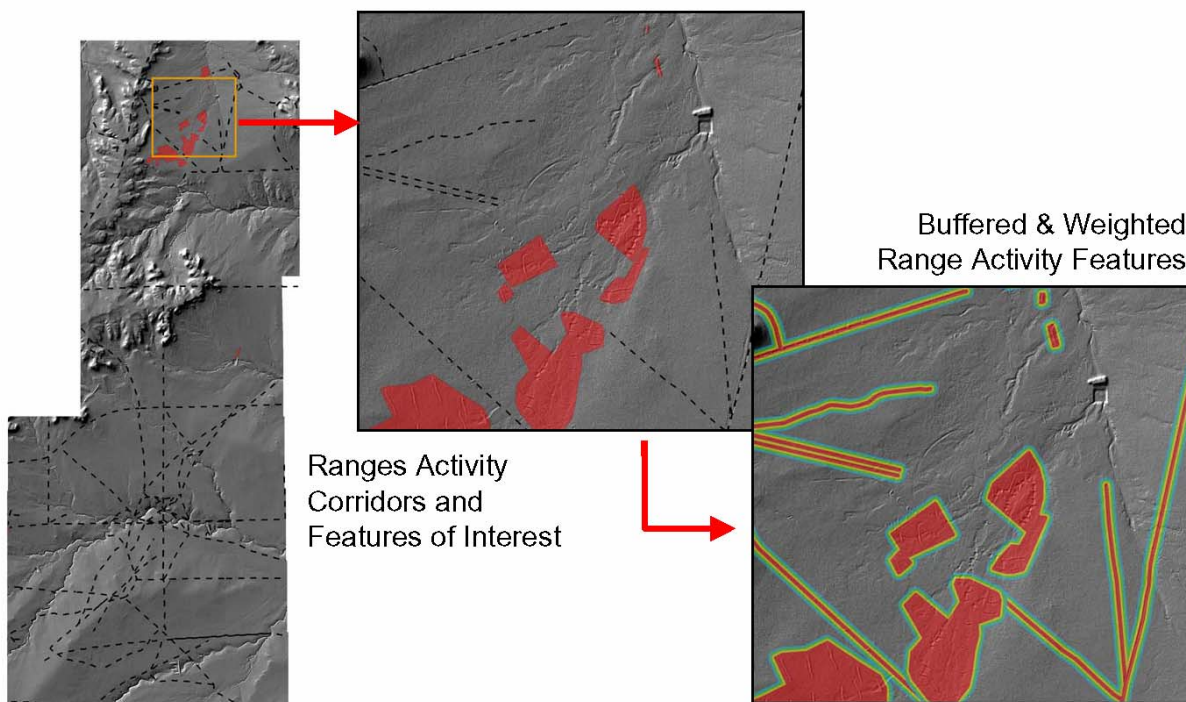 Buffered & Weighted
Range Activity Features
Ranges Activity
Corridors and
Features of Interest